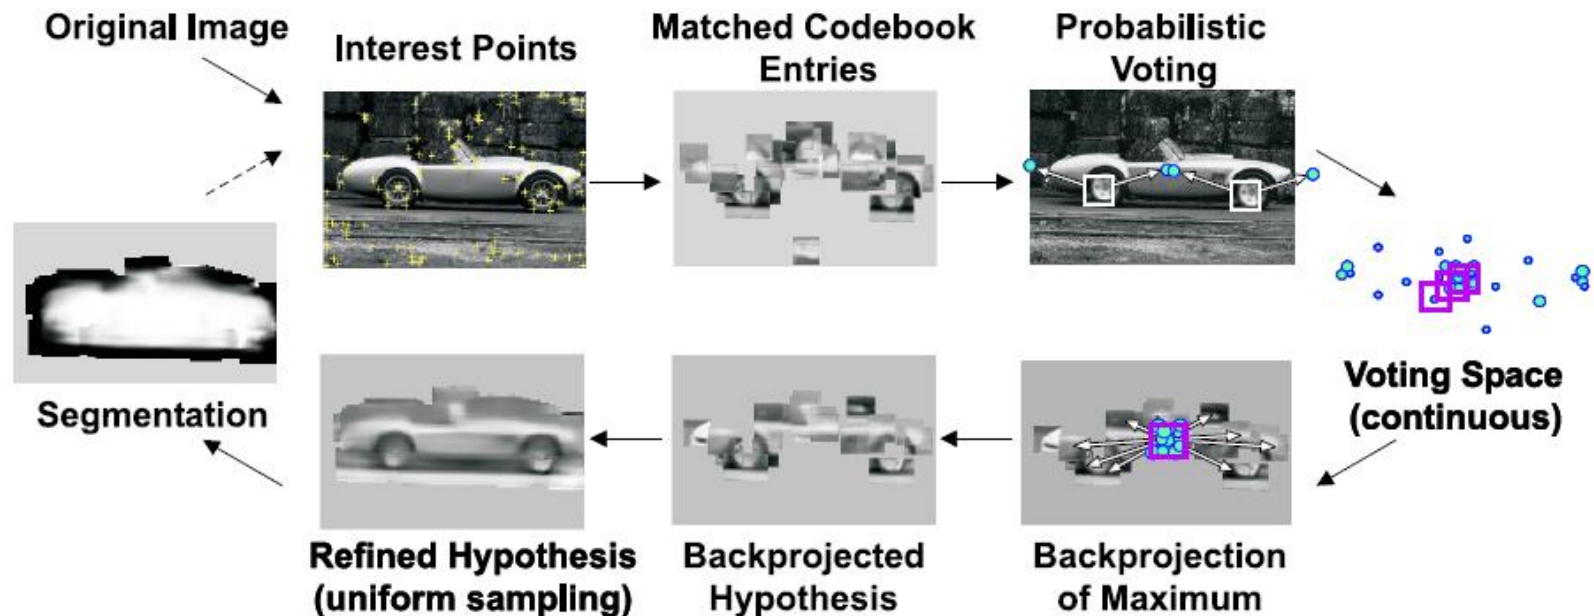 Original Image
Interest Points
Matched Codebook
Entries
Probabilistic
Voting
Voting Space
(continuous)
Segmentation
Refined Hypothesis
(uniform sampling)
Backprojected
Hypothesis
Backprojection
of Maximum